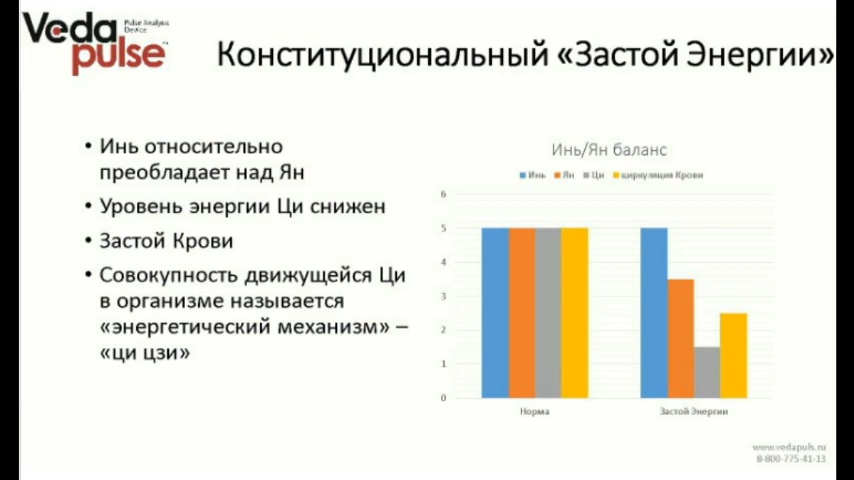 Veda
pulse™
Pulse Analysis
Device
Конституциональный «Застой Энергии»
• Инь относительно
преобладает над Ян
• Уровень энергии Ци снижен
• Застой Крови
• Совокупность движущейся Ци
в организме называется
«энергетический механизм» –
«ци цзи»
Инь/Ян баланс
Инь Ян Ци циркуляция Крови
6
5
4
3
2
1
0
Норма Застой Энергии
www.vedapuls.ru
8-800-775-41-13